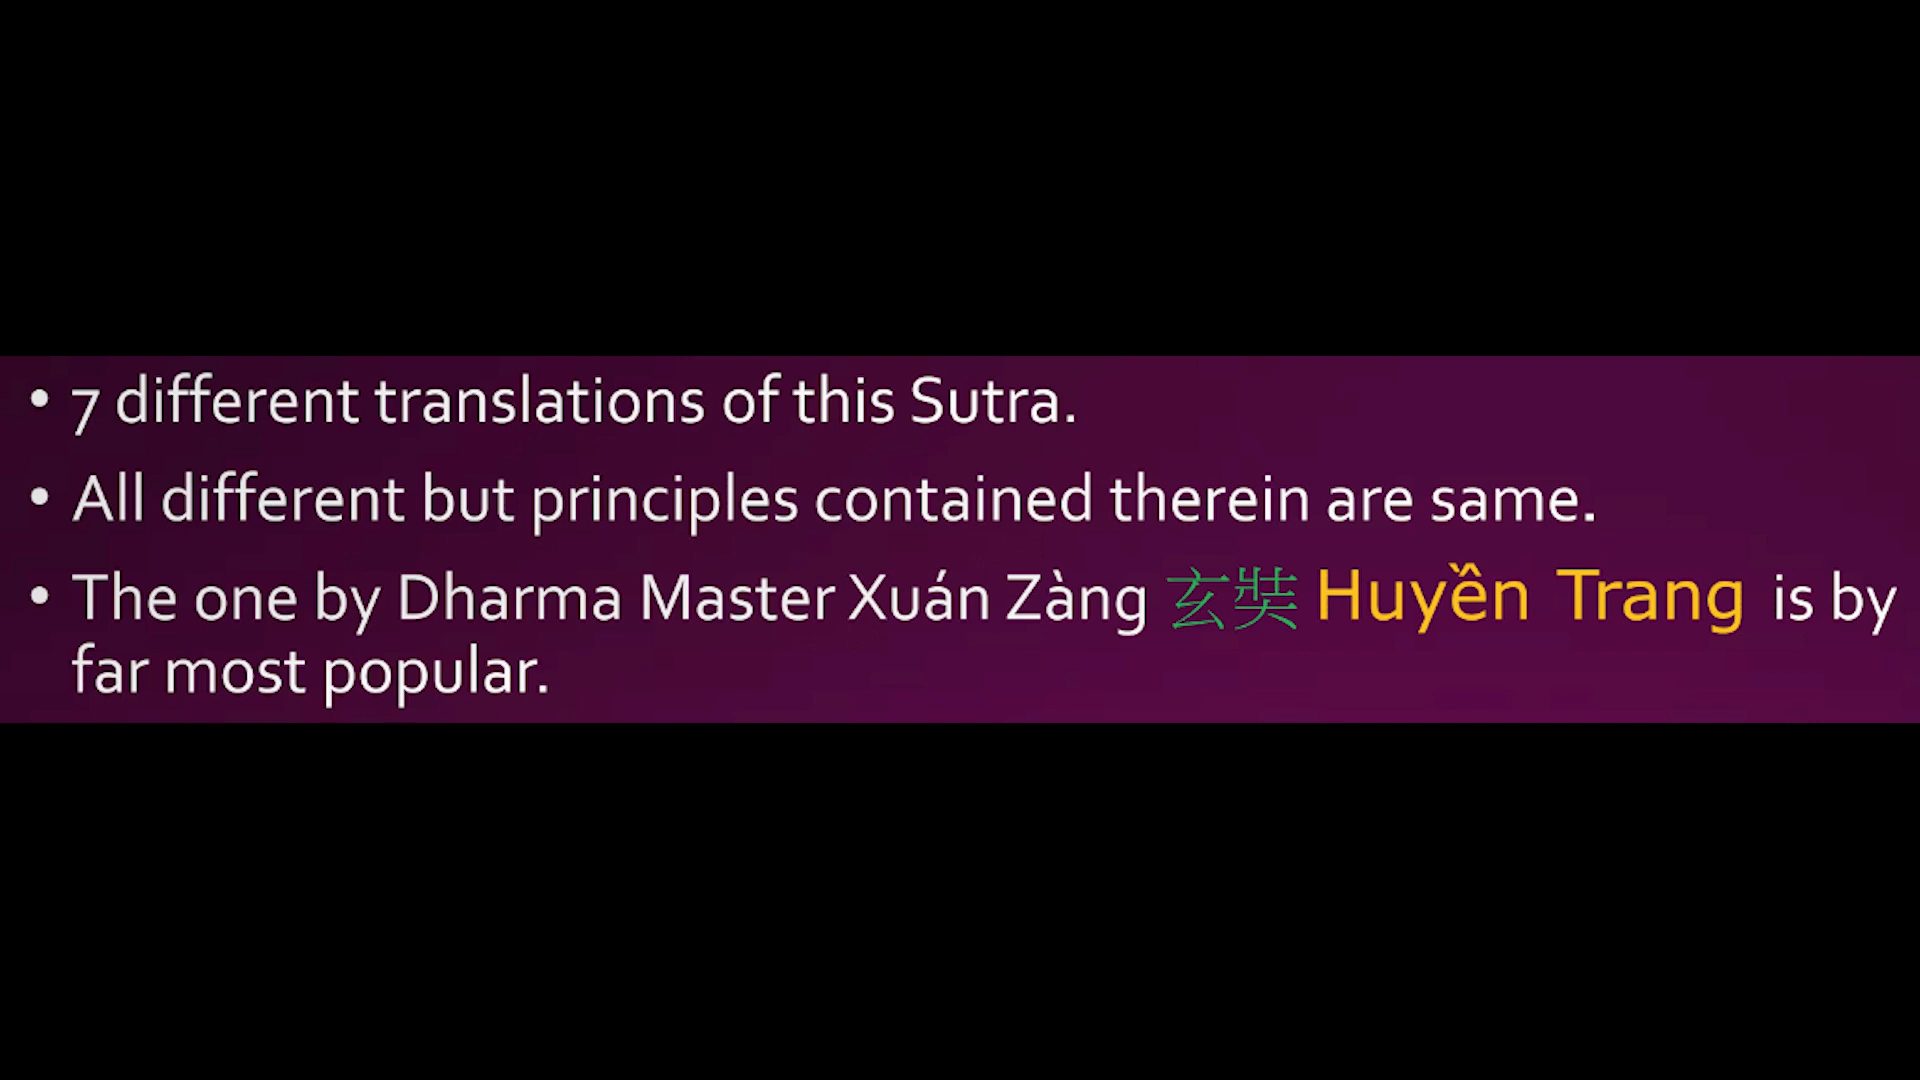 • 7 different translations of this Sutra.
• All different but principles contained therein are same.
• The one by Dharma Master Xuán Zàng 玄奘 Huyền Trang is by
far most popular.